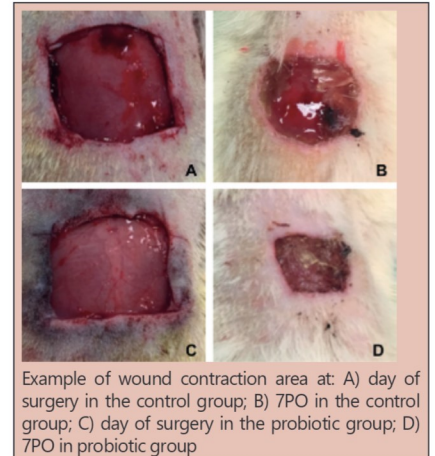 A
B
C
D
Example of wound contraction area at: A) day of
surgery in the control group; B) 7PO in the control
group; C) day of surgery in the probiotic group; D)
7PO in probiotic group